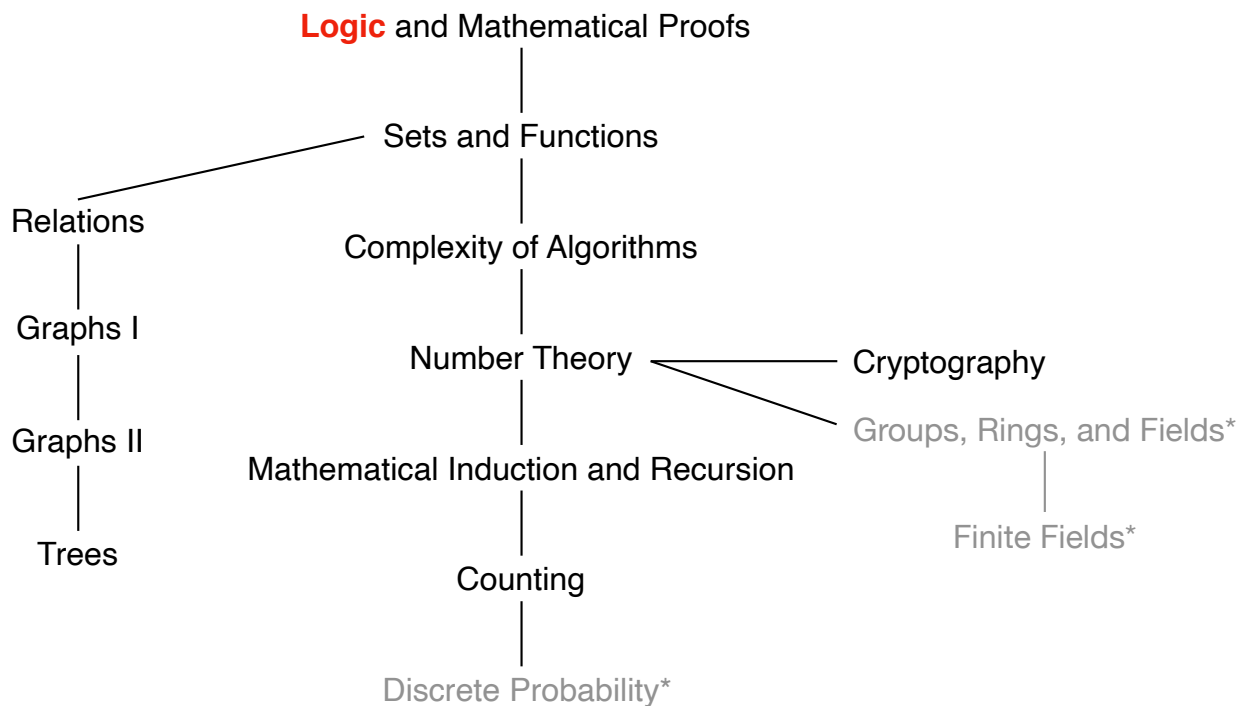 Logic and Mathematical Proofs
Sets and Functions
Relations
Complexity of Algorithms
Graphs I
Number Theory
Cryptography
Groups, Rings, and Fields*
Graphs II
Mathematical Induction and Recursion
Finite Fields*
Trees
Counting
Discrete Probability*